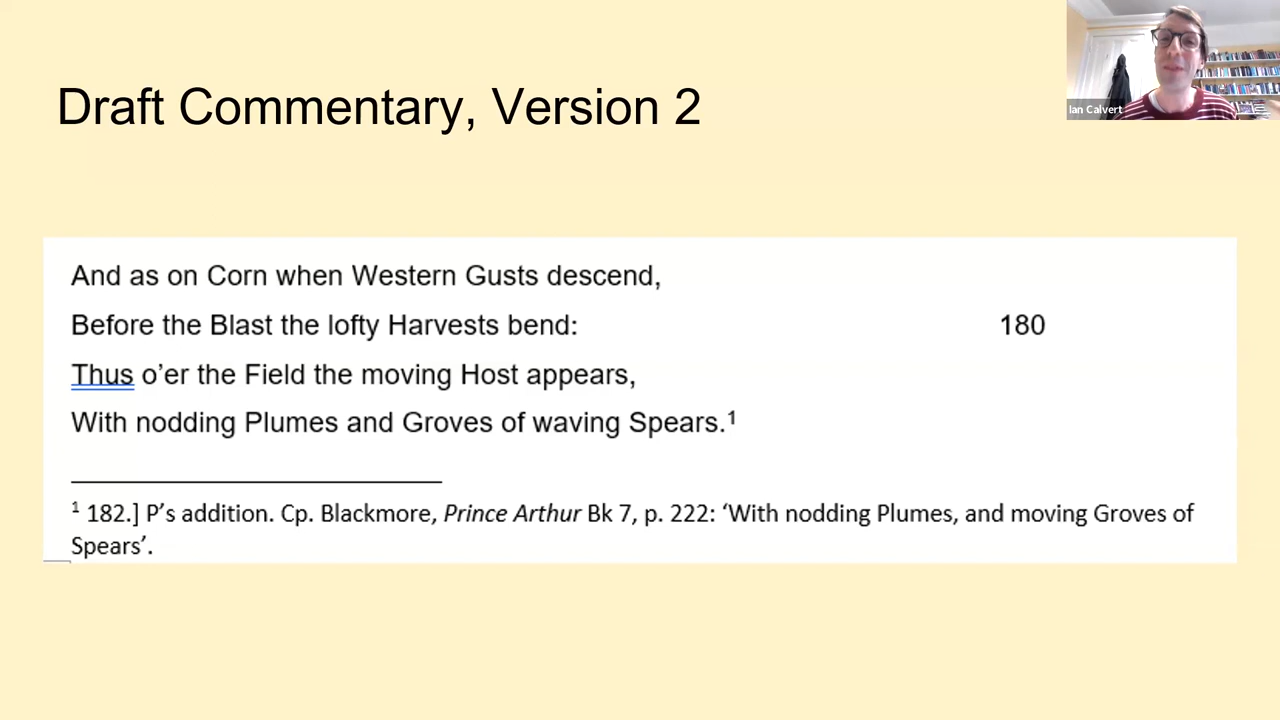 Ian Calvert
Draft Commentary, Version 2
And as on Corn when Western Gusts descend,
Before the Blast the lofty Harvests bend: 180
Thus o’er the Field the moving Host appears,
With nodding Plumes and Groves of waving Spears.¹
¹ 182.] P’s addition. Cp. Blackmore, Prince Arthur Bk 7, p. 222: ‘With nodding Plumes, and moving Groves of
Spears’.